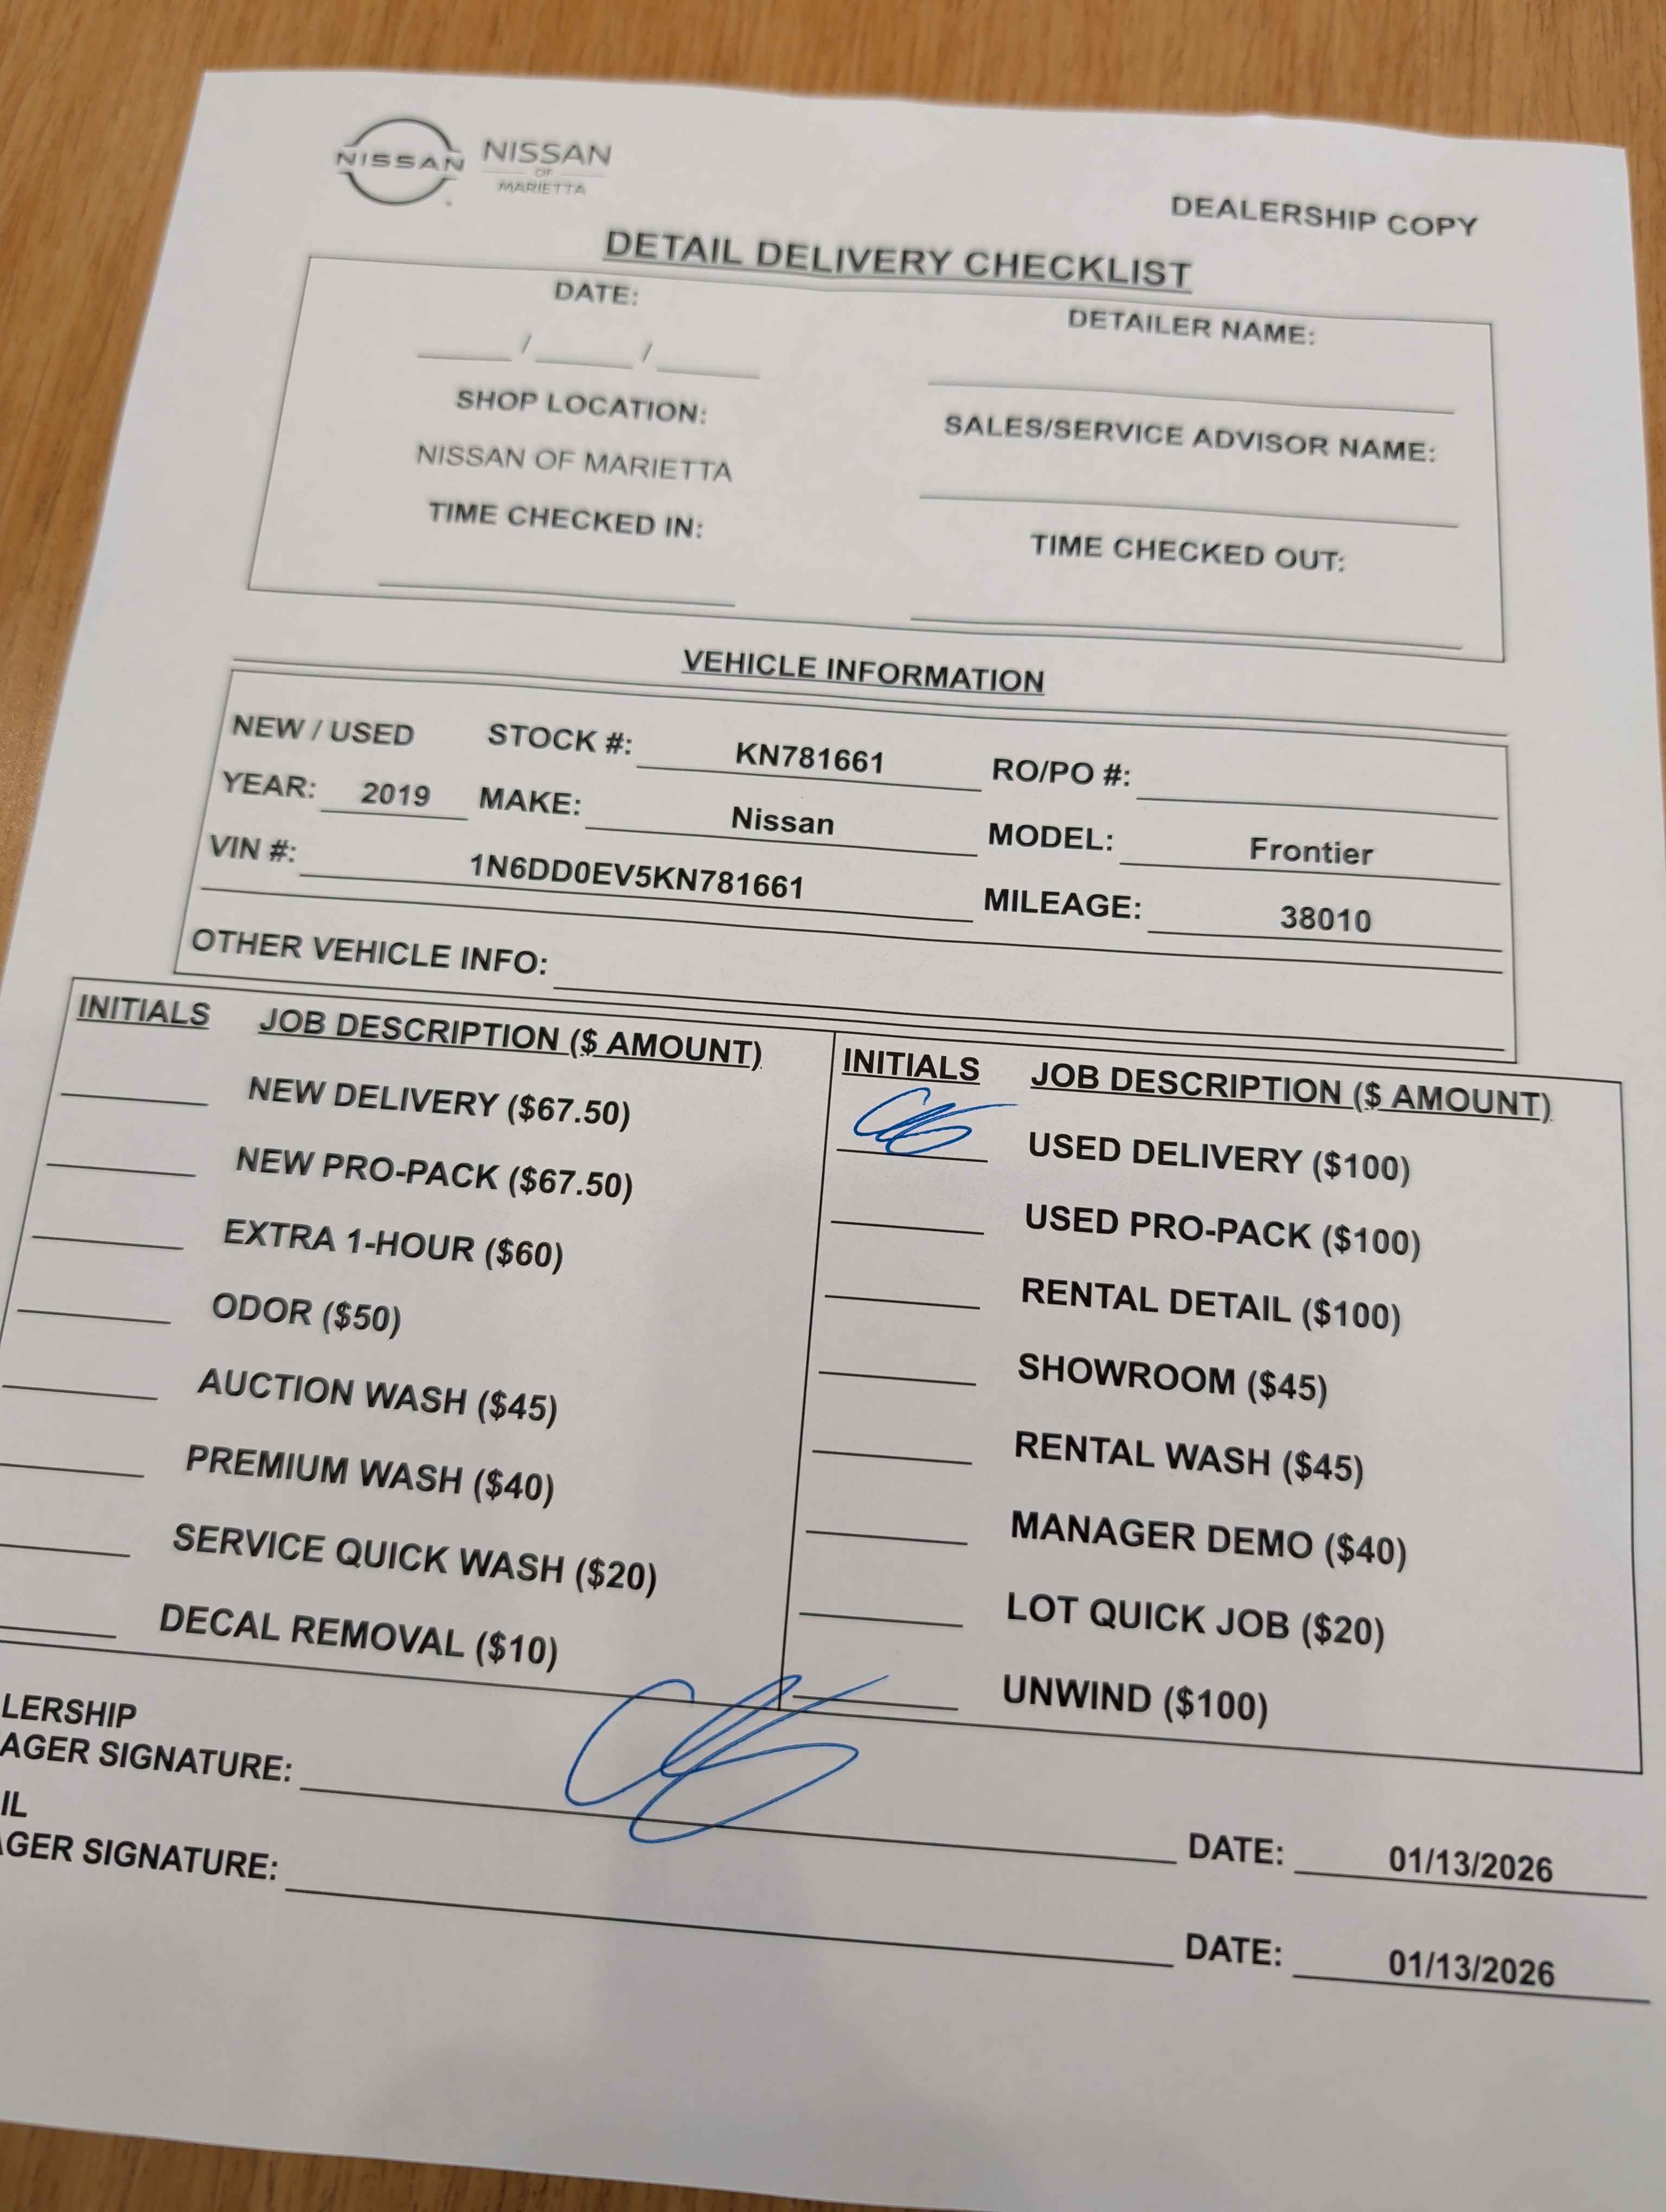 NISSAN NISSAN
OF
MARIETTA
DEALERSHIP COPY
DETAIL DELIVERY CHECKLIST
DATE: DETAILER NAME:
/ /
SHOP LOCATION: SALES/SERVICE ADVISOR NAME:
NISSAN OF MARIETTA
TIME CHECKED IN: TIME CHECKED OUT:
VEHICLE INFORMATION
NEW / USED STOCK #: KN781661 RO/PO #:
YEAR: 2019 MAKE: Nissan MODEL: Frontier
VIN #: 1N6DD0EV5KN781661 MILEAGE: 38010
OTHER VEHICLE INFO:
INITIALS JOB DESCRIPTION ($ AMOUNT) INITIALS JOB DESCRIPTION ($ AMOUNT)
NEW DELIVERY ($67.50) USED DELIVERY ($100)
NEW PRO-PACK ($67.50) USED PRO-PACK ($100)
EXTRA 1-HOUR ($60) RENTAL DETAIL ($100)
ODOR ($50) SHOWROOM ($45)
AUCTION WASH ($45) RENTAL WASH ($45)
PREMIUM WASH ($40) MANAGER DEMO ($40)
SERVICE QUICK WASH ($20) LOT QUICK JOB ($20)
DECAL REMOVAL ($10) UNWIND ($100)
LERSHIP
AGER SIGNATURE: DATE: 01/13/2026
IL
GER SIGNATURE: DATE: 01/13/2026